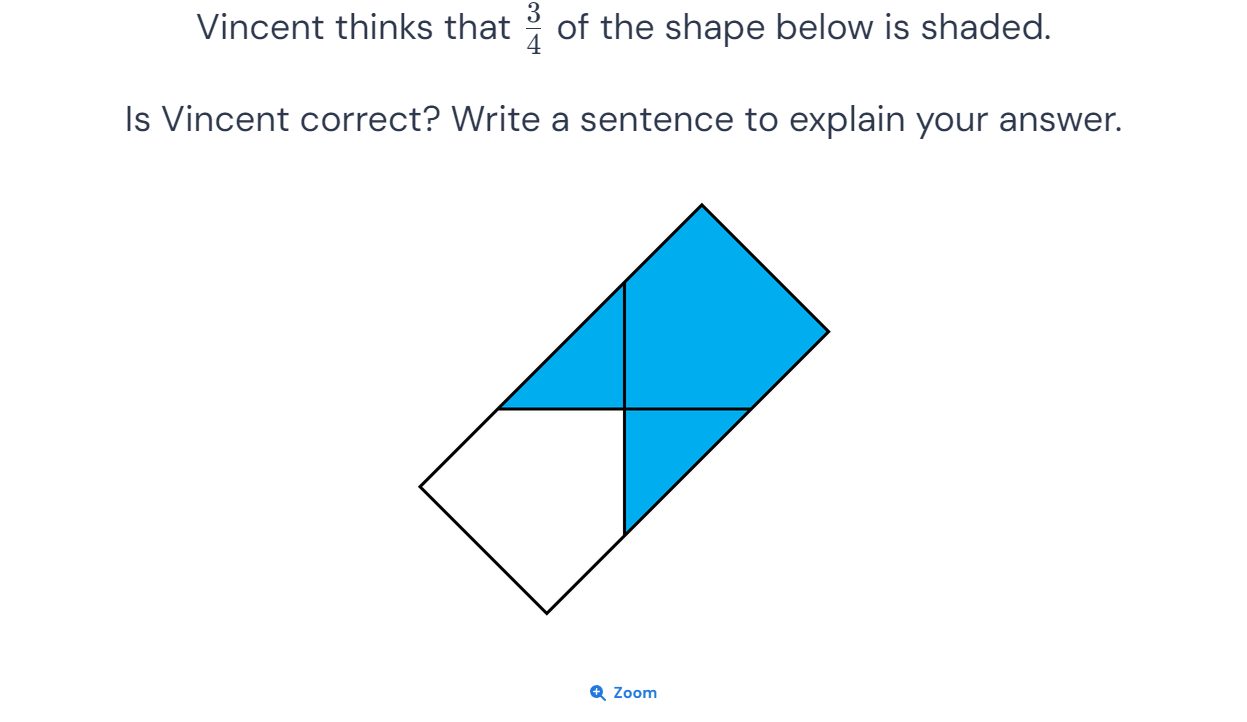 Vincent thinks that 3/4 of the shape below is shaded.
Is Vincent correct? Write a sentence to explain your answer.
Zoom